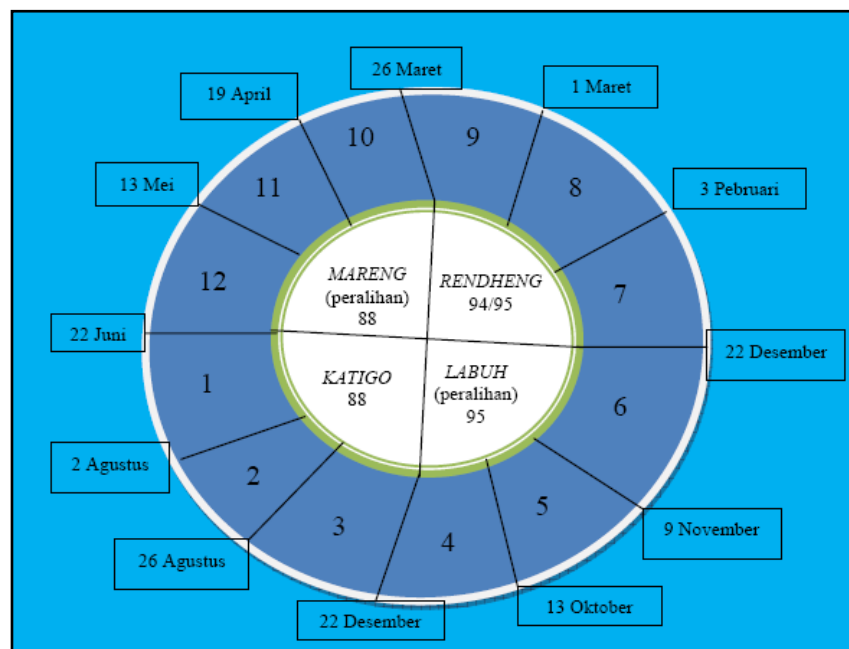 26 Maret
1 Maret
19 April
10
9
13 Mei
11
8
3 Pebruari
MARENG
(peralihan)
88
RENDHENG
94/95
12
7
22 Juni
22 Desember
KATIGO
88
LABUH
(peralihan)
95
1
6
2 Agustus
2
5
3
4
9 November
26 Agustus
22 Desember
13 Oktober